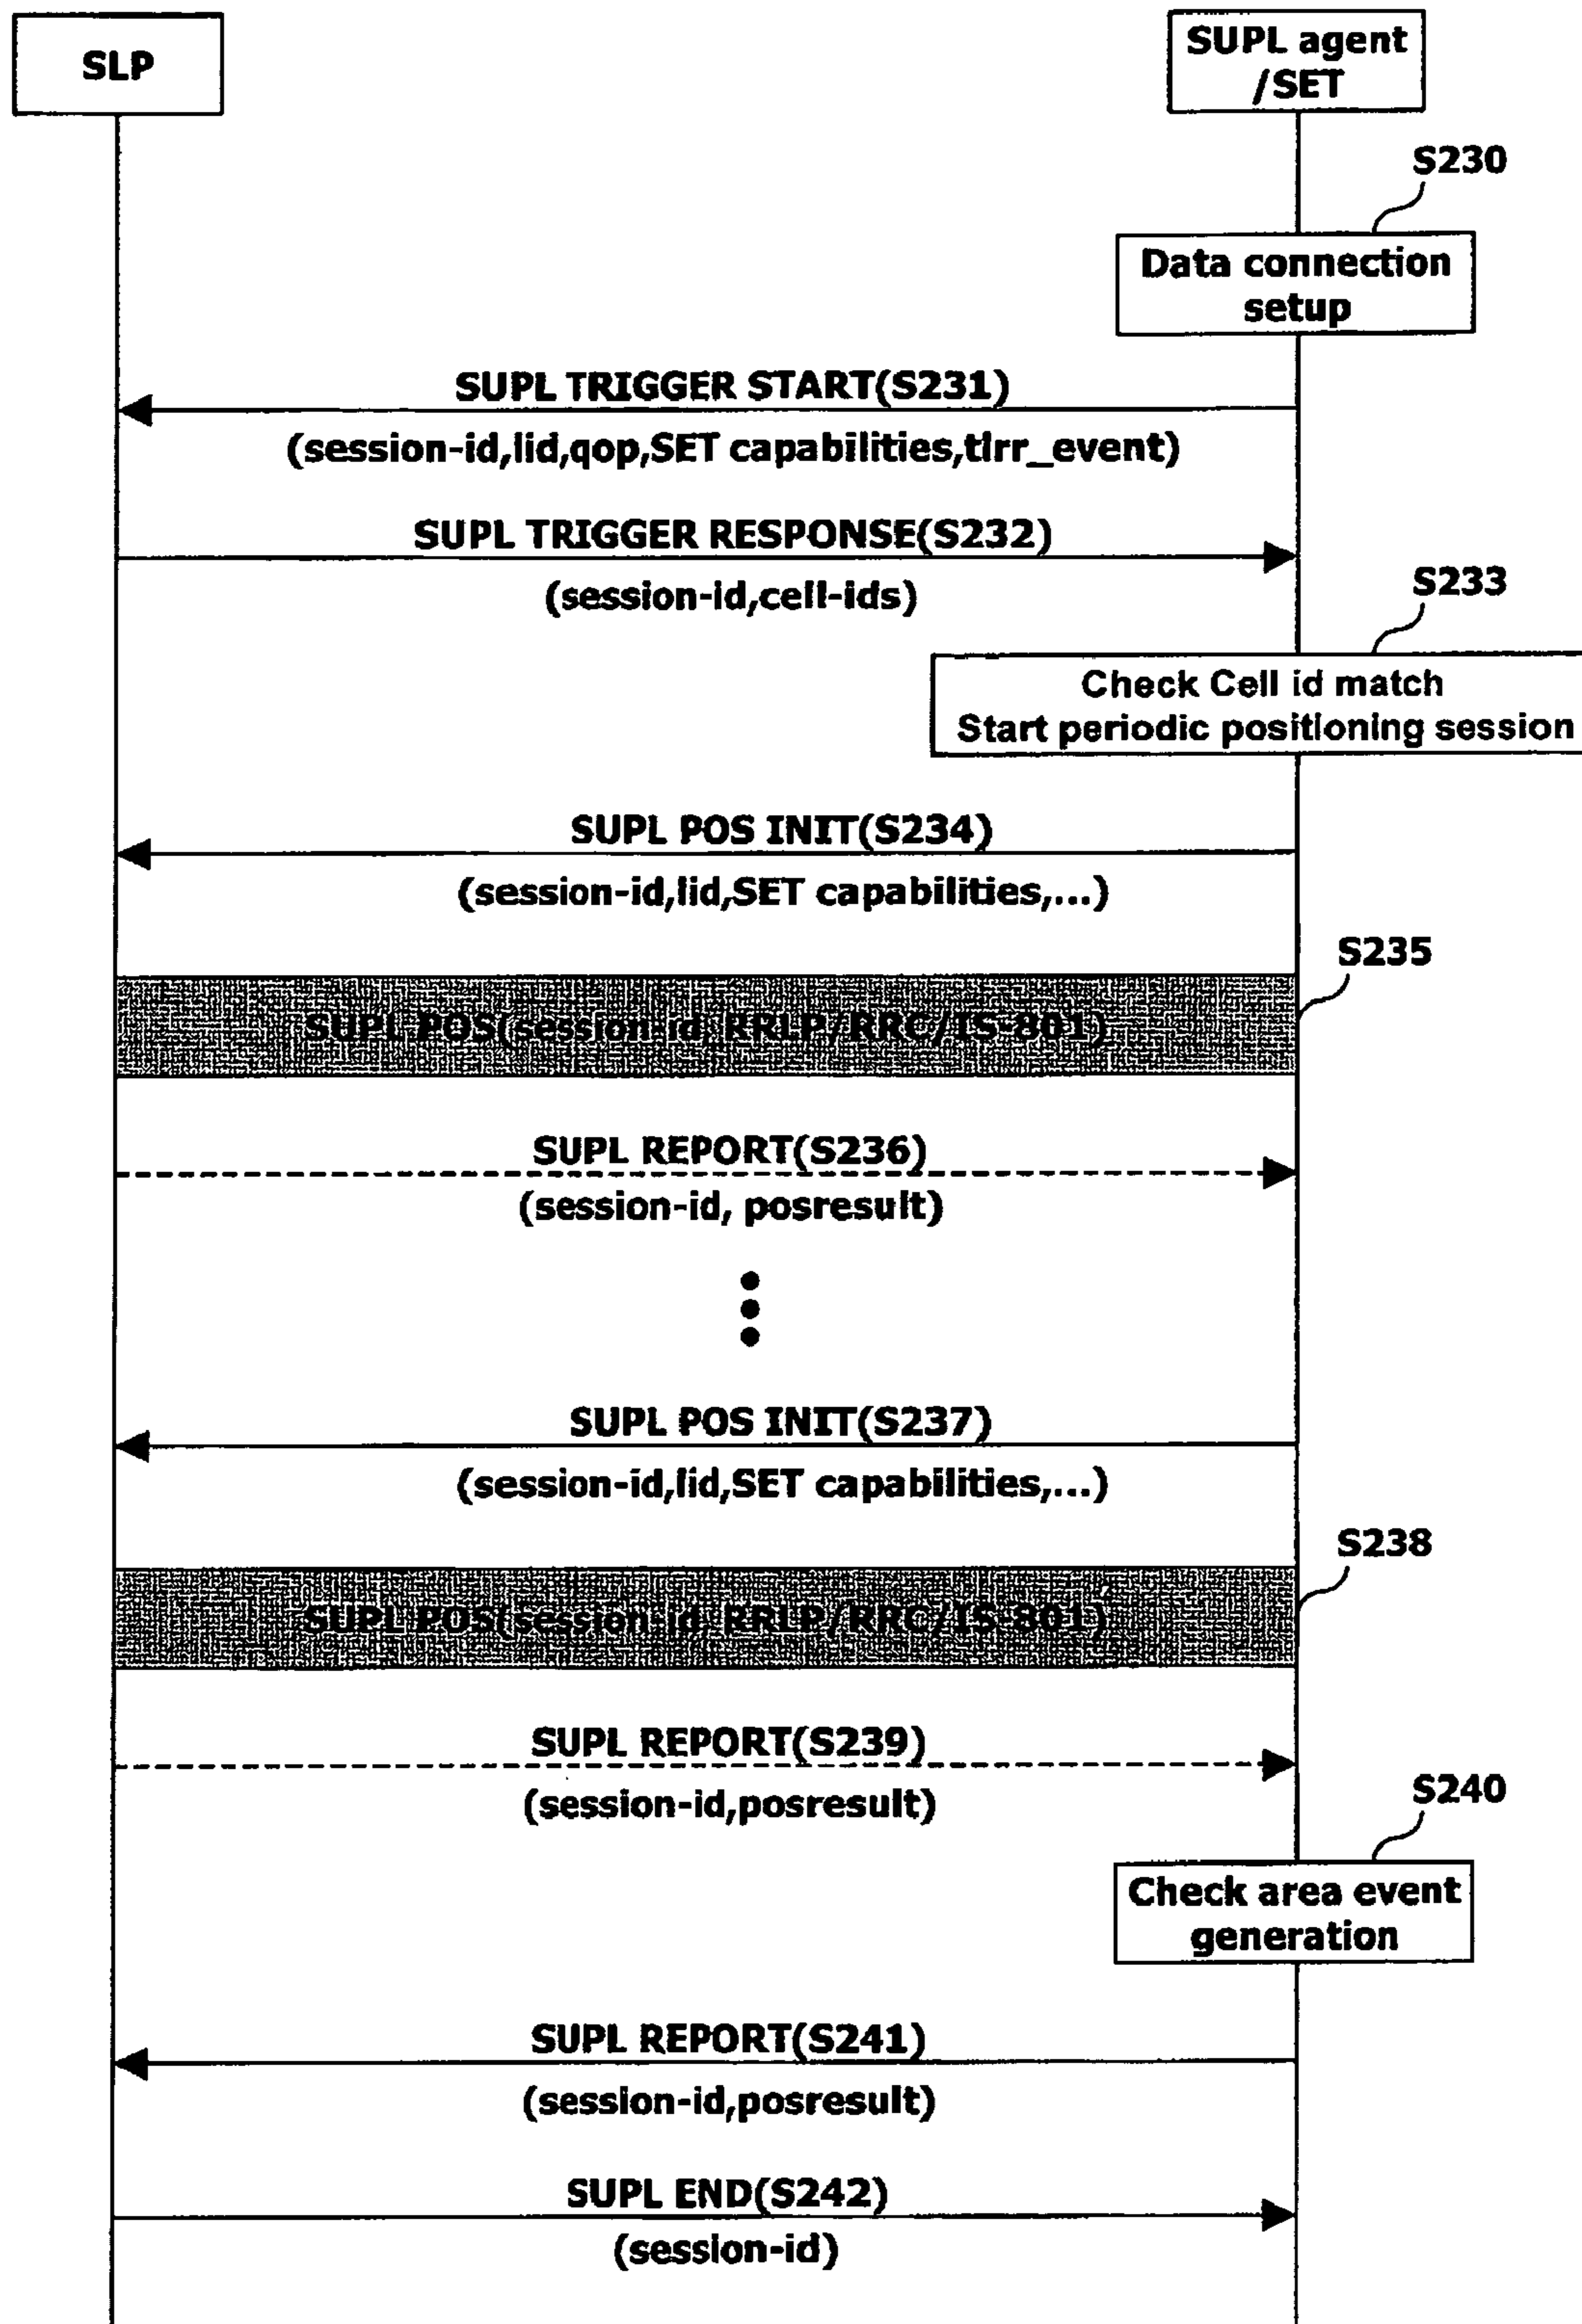 SLP
SUPL agent
/SET
S230
Data connection
setup
SUPL TRIGGER START(S231)
(session-id,lid,qop,SET capabilities,tlrr_event)
SUPL TRIGGER RESPONSE(S232)
(session-id,cell-ids)
S233
Check Cell id match
Start periodic positioning session
SUPL POS INIT(S234)
(session-id,lid,SET capabilities,...)
S235
SUPL POS(session-id, RRLP/RRC/IS-801)
SUPL REPORT(S236)
(session-id, posresult)
SUPL POS INIT(S237)
(session-id,lid,SET capabilities,...)
S238
SUPL POS(session-id, RRLP/RRC/IS-801)
SUPL REPORT(S239)
(session-id,posresult)
S240
Check area event
generation
SUPL REPORT(S241)
(session-id,posresult)
SUPL END(S242)
(session-id)